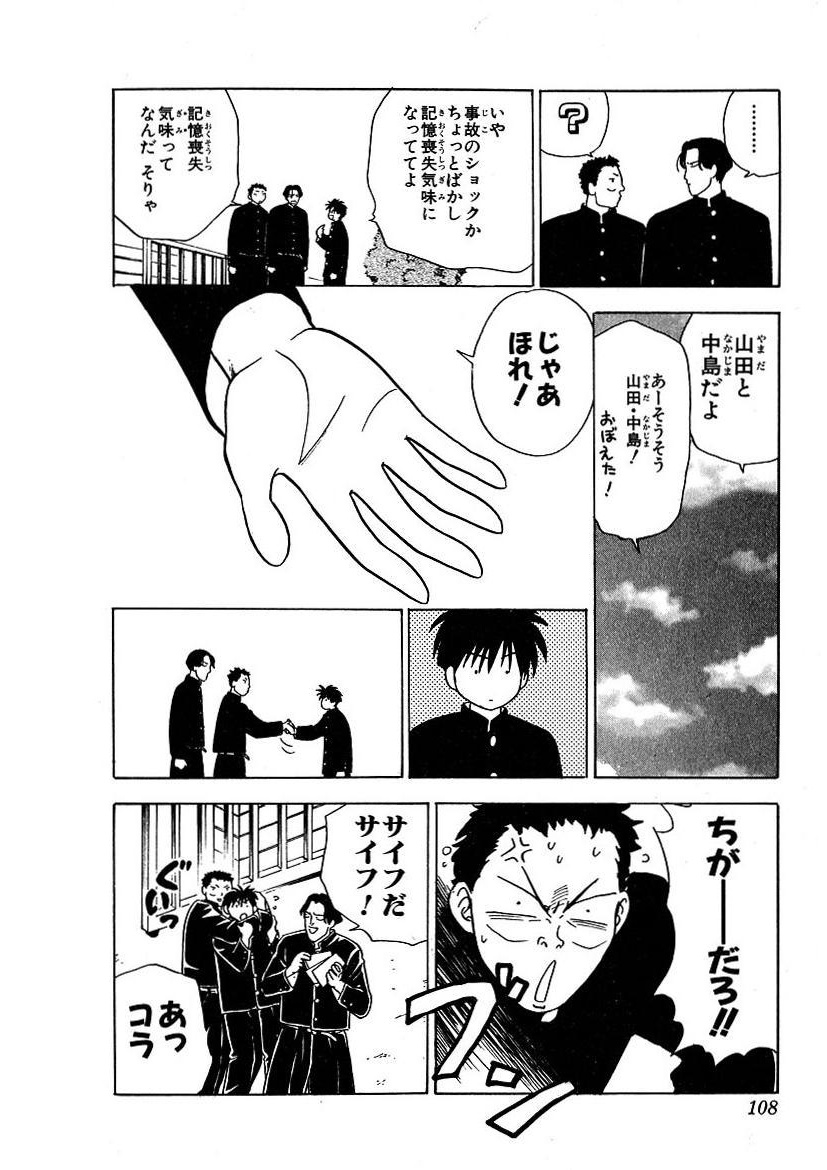 ………
?
いや
事故のショックか
ちょっとばかし
記憶喪失気味に
なっててよ
記憶喪失
気味って
なんだ そりゃ
山田と
中島だよ
あーそうそう
山田・中島!
おぼえた!
じゃあ
ほれ!
ちがーーだろ!!
ブン
サイフだ
サイフ!
ぐいっ
あっ
コラ
108